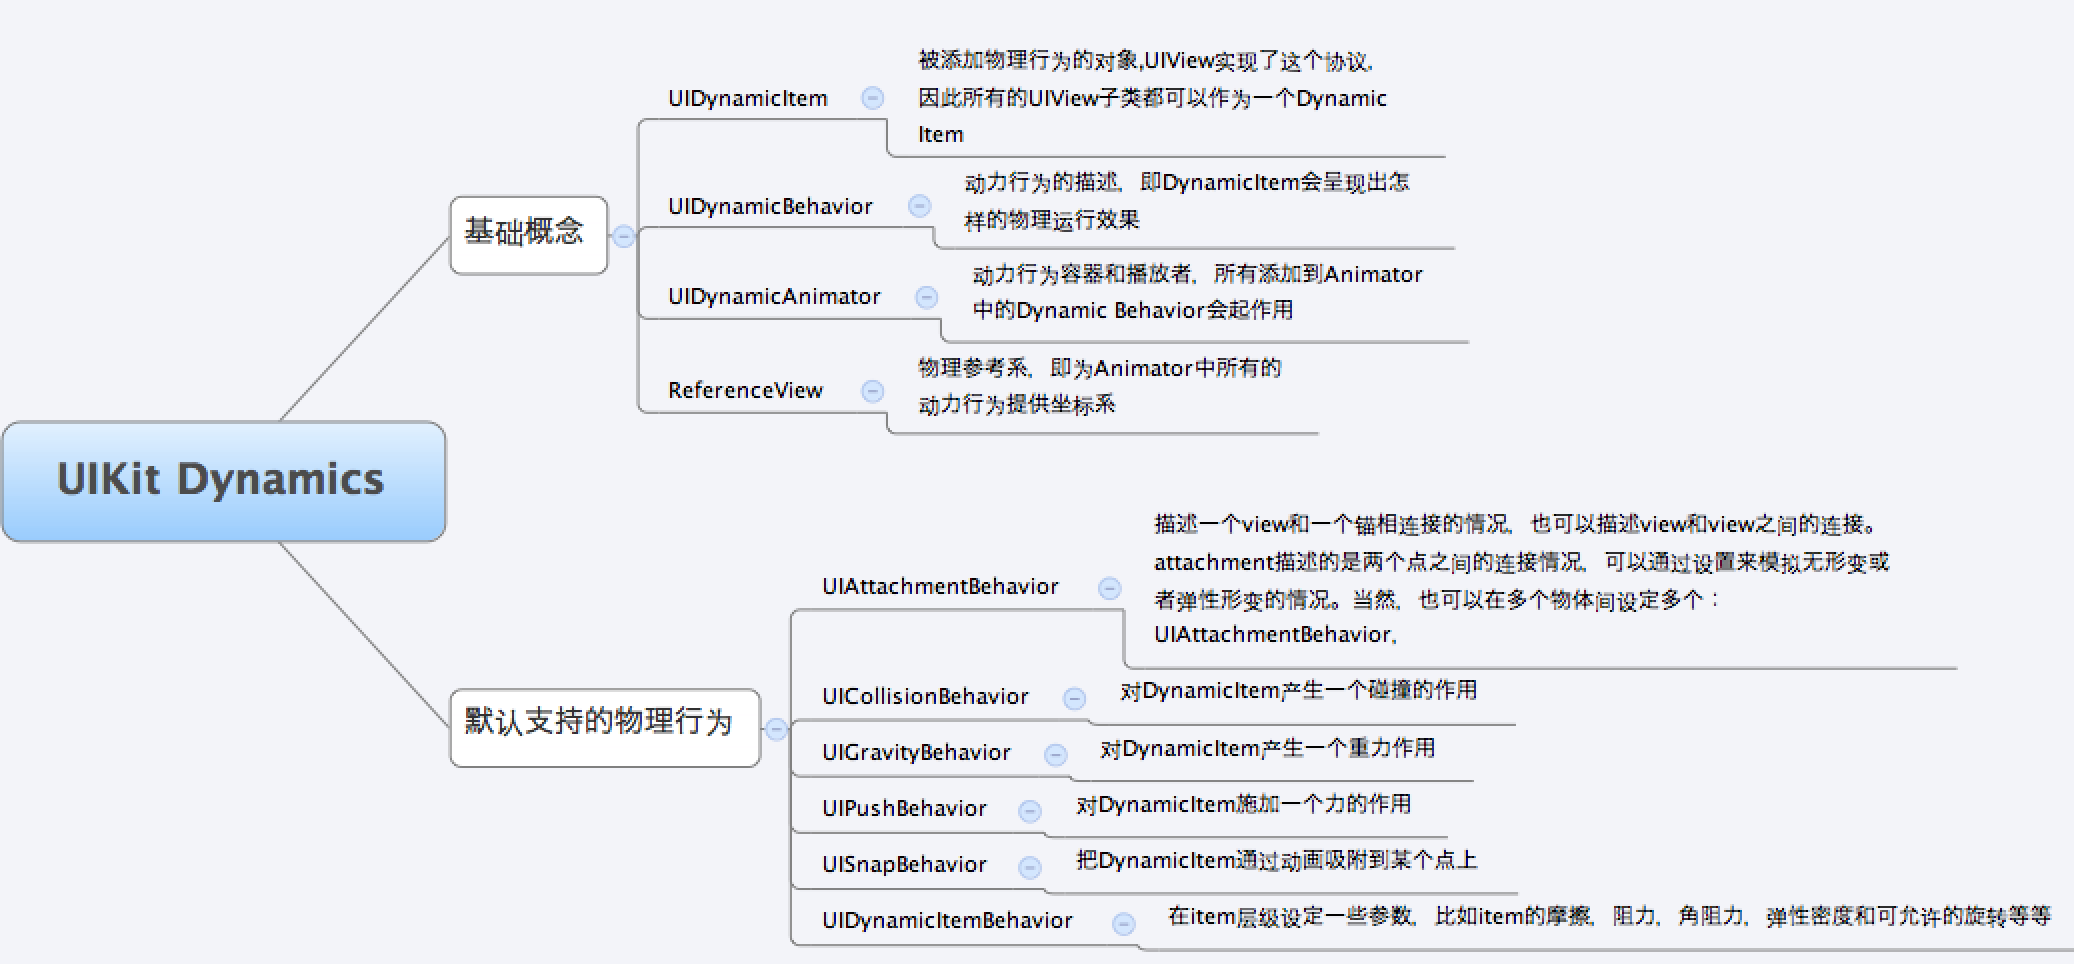 UIKit Dynamics
基础概念
UIDynamicItem
被添加物理行为的对象,UIView实现了这个协议，
因此所有的UIView子类都可以作为一个Dynamic
Item
UIDynamicBehavior
动力行为的描述，即DynamicItem会呈现出怎
样的物理运行效果
UIDynamicAnimator
动力行为容器和播放者，所有添加到Animator
中的Dynamic Behavior会起作用
ReferenceView
物理参考系，即为Animator中所有的
动力行为提供坐标系
默认支持的物理行为
UIAttachmentBehavior
描述一个view和一个锚相连接的情况，也可以描述view和view之间的连接。
attachment描述的是两个点之间的连接情况，可以通过设置来模拟无形变或
者弹性形变的情况。当然，也可以在多个物体间设定多个：
UIAttachmentBehavior，
UICollisionBehavior
对DynamicItem产生一个碰撞的作用
UIGravityBehavior
对DynamicItem产生一个重力作用
UIPushBehavior
对DynamicItem施加一个力的作用
UISnapBehavior
把DynamicItem通过动画吸附到某个点上
UIDynamicItemBehavior
在item层级设定一些参数，比如item的摩擦，阻力，角阻力，弹性密度和可允许的旋转等等